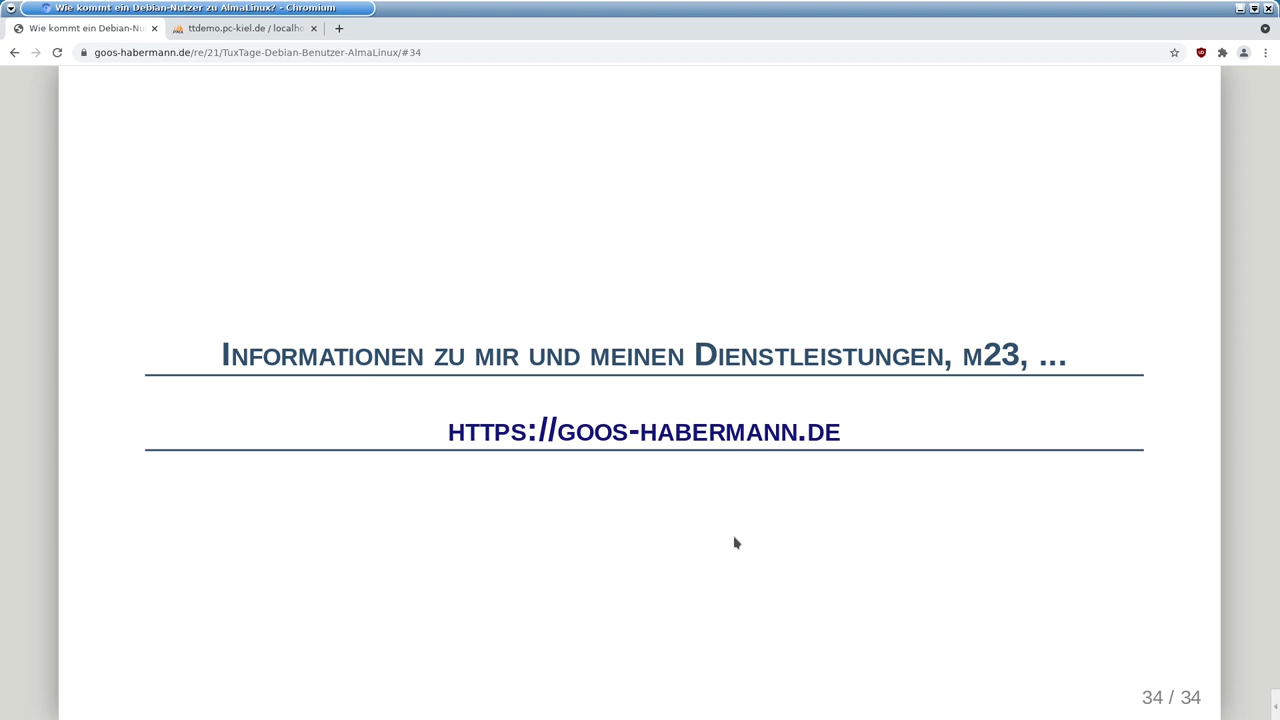 Wie kommt ein Debian-Nutzer zu AlmaLinux? - Chromium
Wie kommt ein Debian-Nu
ttdemo.pc-kiel.de / localho
goos-habermann.de/re/21/TuxTage-Debian-Benutzer-AlmaLinux/#34
Informationen zu mir und meinen Dienstleistungen, m23, ...
https://goos-habermann.de
34 / 34